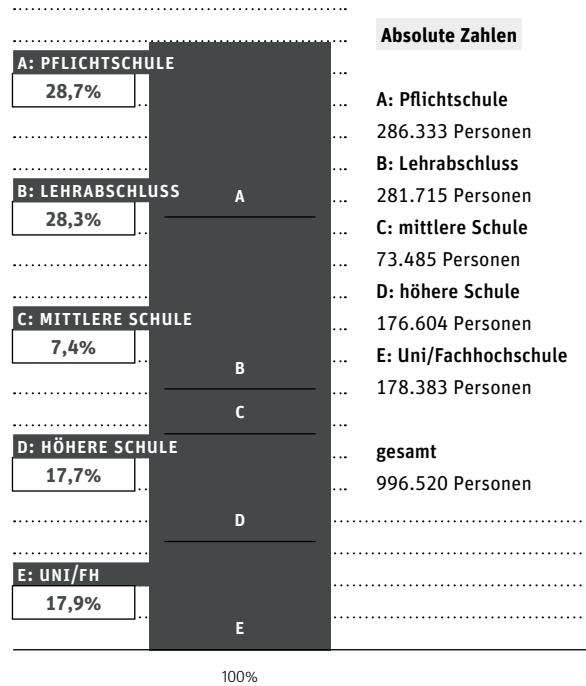 A: PFLICHTSCHULE
28,7%
B: LEHRABSCHLUSS
28,3%
C: MITTLERE SCHULE
7,4%
D: HÖHERE SCHULE
17,7%
E: UNI/FH
17,9%
A
B
C
D
E
100%
Absolute Zahlen
A: Pflichtschule
286.333 Personen
B: Lehrabschluss
281.715 Personen
C: mittlere Schule
73.485 Personen
D: höhere Schule
176.604 Personen
E: Uni/Fachhochschule
178.383 Personen
gesamt
996.520 Personen